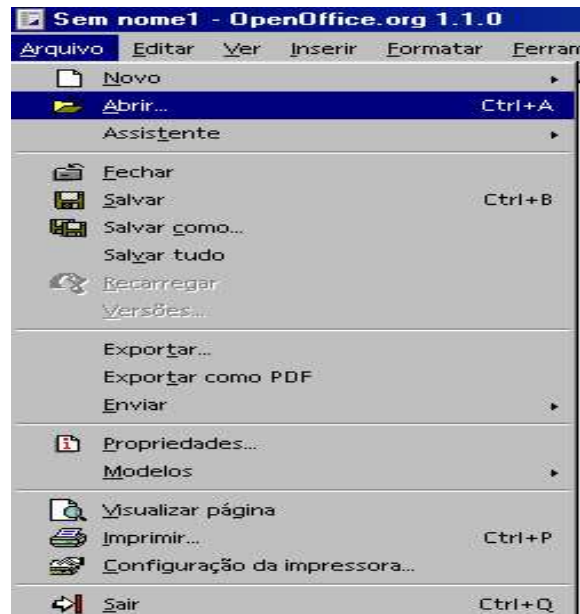 Sem nome1 - OpenOffice.org 1.1.0
Arquivo Editar Ver Inserir Formatar Ferran
Novo
Abrir... Ctrl+A
Assistente
Fechar
Salvar Ctrl+B
Salvar como...
Salvar tudo
Recarregar
Versões...
Exportar...
Exportar como PDF
Enviar
Propriedades...
Modelos
Visualizar página
Imprimir... Ctrl+P
Configuração da impressora...
Sair Ctrl+Q